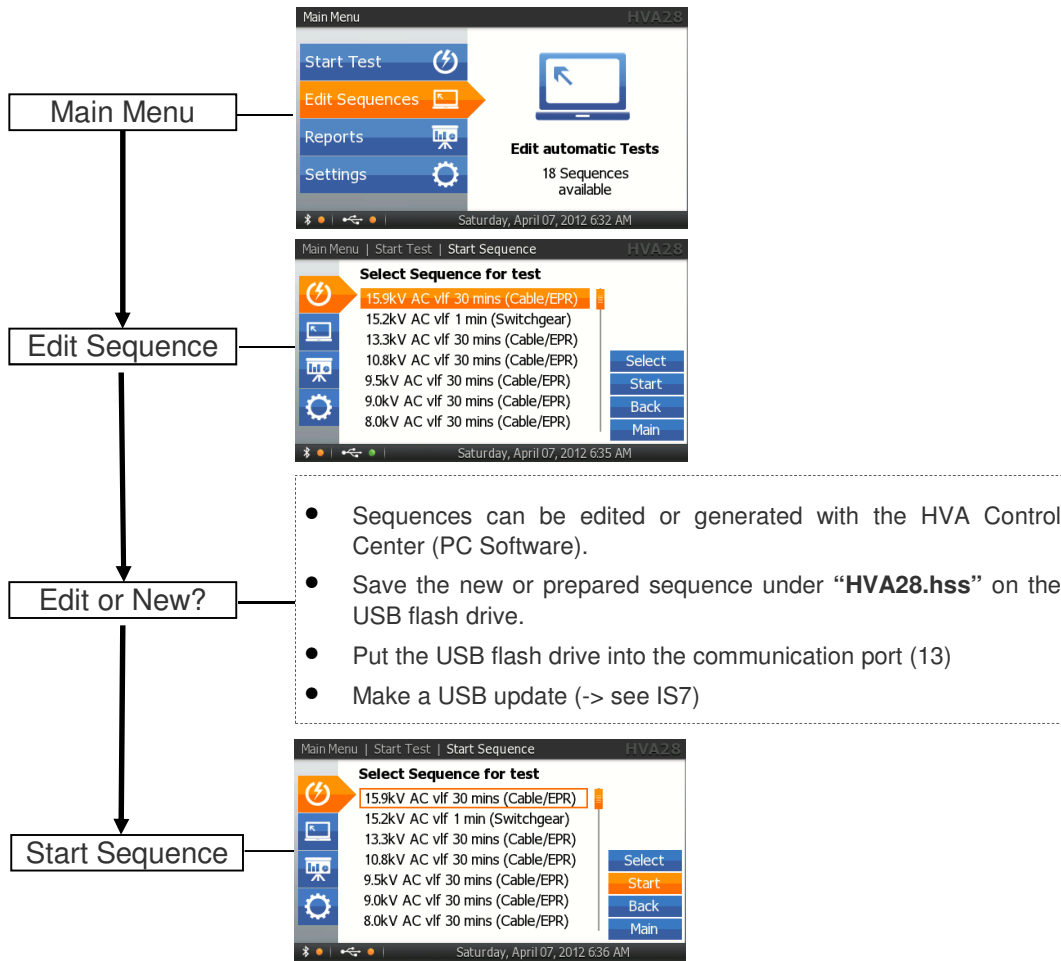 Main Menu HVA28
Start Test
Edit Sequences
Reports
Settings
Edit automatic Tests
18 Sequences
available
Saturday, April 07, 2012 6:32 AM
Main Menu
Main Menu | Start Test | Start Sequence HVA28
Select Sequence for test
15.9kV AC vlf 30 mins (Cable/EPR)
15.2kV AC vlf 1 min (Switchgear)
13.3kV AC vlf 30 mins (Cable/EPR)
10.8kV AC vlf 30 mins (Cable/EPR)
9.5kV AC vlf 30 mins (Cable/EPR)
9.0kV AC vlf 30 mins (Cable/EPR)
8.0kV AC vlf 30 mins (Cable/EPR)
Select
Start
Back
Main
Saturday, April 07, 2012 6:35 AM
Edit Sequence
Edit or New?
● Sequences can be edited or generated with the HVA Control
Center (PC Software).
● Save the new or prepared sequence under “HVA28.hss” on the
USB flash drive.
● Put the USB flash drive into the communication port (13)
● Make a USB update (-> see IS7)
Start Sequence
Main Menu | Start Test | Start Sequence HVA28
Select Sequence for test
15.9kV AC vlf 30 mins (Cable/EPR)
15.2kV AC vlf 1 min (Switchgear)
13.3kV AC vlf 30 mins (Cable/EPR)
10.8kV AC vlf 30 mins (Cable/EPR)
9.5kV AC vlf 30 mins (Cable/EPR)
9.0kV AC vlf 30 mins (Cable/EPR)
8.0kV AC vlf 30 mins (Cable/EPR)
Select
Start
Back
Main
Saturday, April 07, 2012 6:36 AM